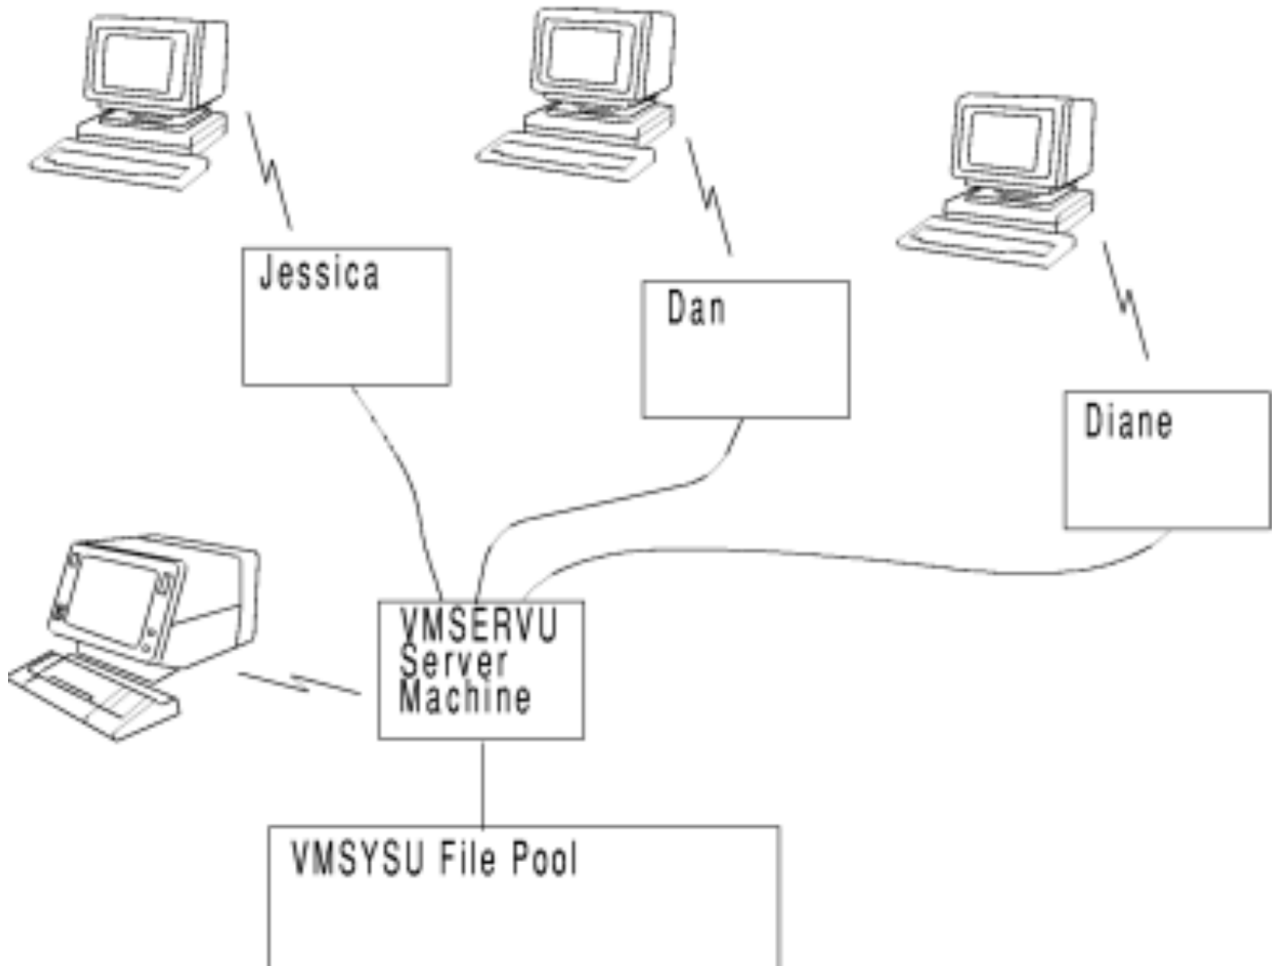 Jessica
Dan
Diane
VMSERVU
Server
Machine
VMSYSU File Pool